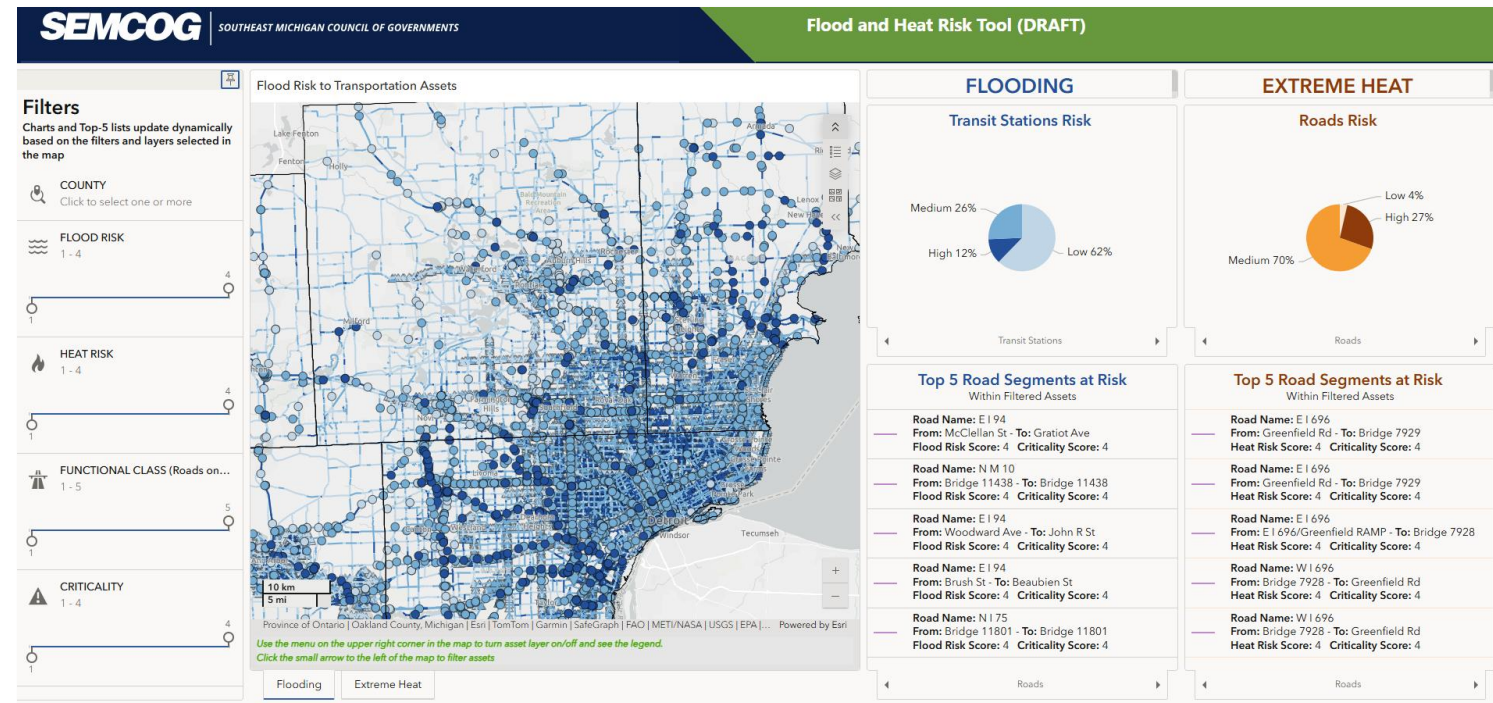 SEMCOG
SOUTHEAST MICHIGAN COUNCIL OF GOVERNMENTS
Flood and Heat Risk Tool (DRAFT)
Filters
Charts and Top-5 lists update dynamically
based on the filters and layers selected in
the map
COUNTY
Click to select one or more
FLOOD RISK
1 - 4
4
1
HEAT RISK
1 - 4
4
1
FUNCTIONAL CLASS (Roads on...
1 - 5
5
1
CRITICALITY
1 - 4
4
1
Flood Risk to Transportation Assets
Lake Fenton
Fenton
Holly
Armada
Bald Mountain
Recreation
Area
Lenox
New
Rochester
Auburn Hills
Waterford
Milford
Novi
Livonia
Westland
Detroit
Windsor
Tecumseh
10 km
5 mi
Province of Ontario | Oakland County, Michigan | Esri | TomTom | Garmin | SafeGraph | FAO | METI/NASA | USGS | EPA |...
Powered by Esri
Use the menu on the upper right corner in the map to turn asset layer on/off and see the legend.
Click the small arrow to the left of the map to filter assets
Flooding
Extreme Heat
FLOODING
Transit Stations Risk
Medium 26%
High 12%
Low 62%
Transit Stations
Top 5 Road Segments at Risk
Within Filtered Assets
Road Name: E I 94
From: McClellan St - To: Gratiot Ave
Flood Risk Score: 4 Criticality Score: 4
Road Name: N M 10
From: Bridge 11438 - To: Bridge 11438
Flood Risk Score: 4 Criticality Score: 4
Road Name: E I 94
From: Woodward Ave - To: John R St
Flood Risk Score: 4 Criticality Score: 4
Road Name: E I 94
From: Brush St - To: Beaubien St
Flood Risk Score: 4 Criticality Score: 4
Road Name: N I 75
From: Bridge 11801 - To: Bridge 11801
Flood Risk Score: 4 Criticality Score: 4
Roads
EXTREME HEAT
Roads Risk
Low 4%
High 27%
Medium 70%
Roads
Top 5 Road Segments at Risk
Within Filtered Assets
Road Name: E I 696
From: Greenfield Rd - To: Bridge 7929
Heat Risk Score: 4 Criticality Score: 4
Road Name: E I 696
From: Greenfield Rd - To: Bridge 7929
Heat Risk Score: 4 Criticality Score: 4
Road Name: E I 696
From: E I 696/Greenfield RAMP - To: Bridge 7928
Heat Risk Score: 4 Criticality Score: 4
Road Name: W I 696
From: Bridge 7928 - To: Greenfield Rd
Heat Risk Score: 4 Criticality Score: 4
Road Name: W I 696
From: Bridge 7928 - To: Greenfield Rd
Heat Risk Score: 4 Criticality Score: 4
Roads